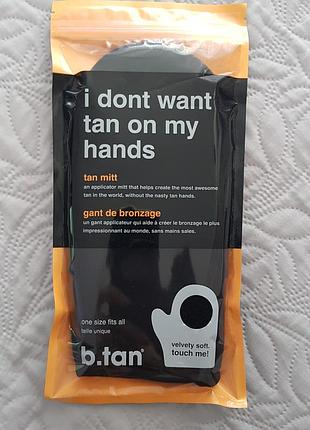 i dont want
tan on my
hands
tan mitt
an applicator mitt that helps create the most awesome
tan in the world, without the nasty tan hands.
gant de bronzage
un gant applicateur qui aide à créer le bronzage le plus
impressionnant au monde, sans mains sales.
one size fits all
taille unique
b.tan®
velvety soft.
touch me!